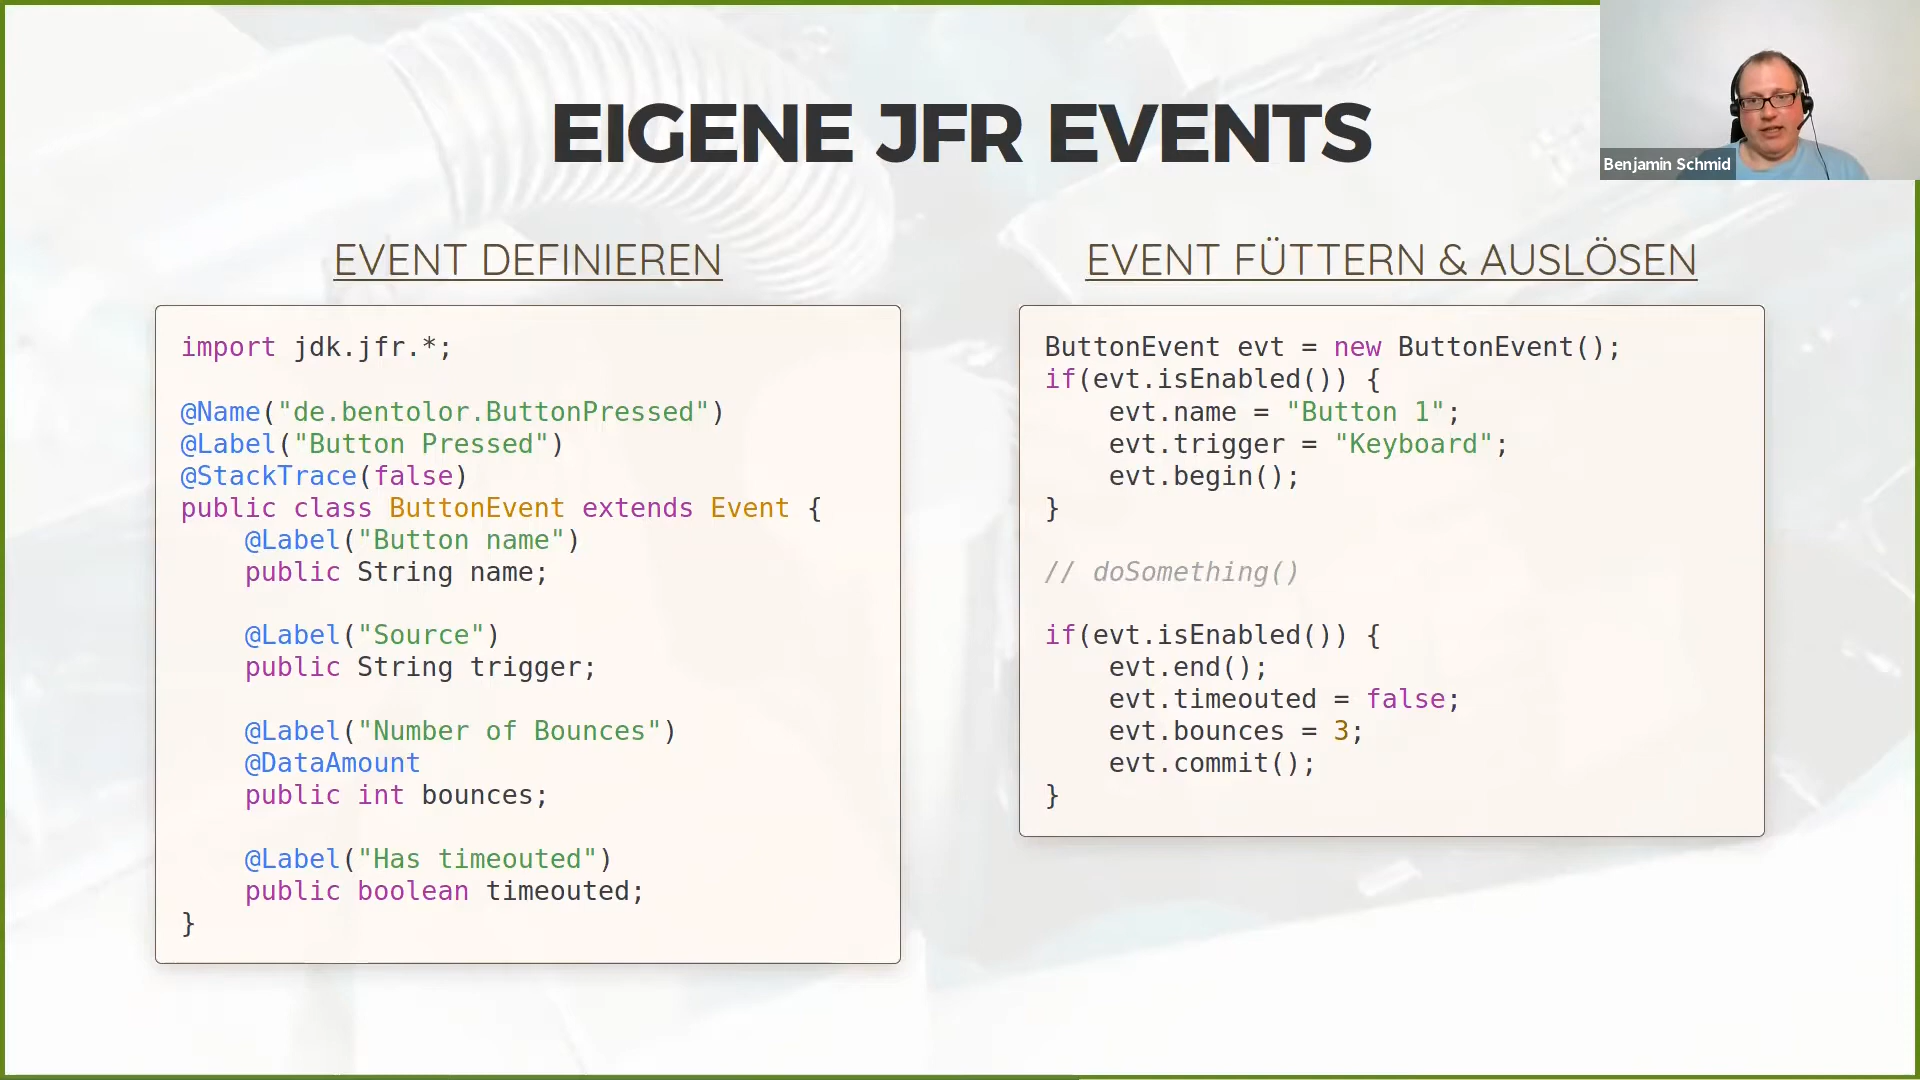 EIGENE JFR EVENTS
Benjamin Schmid
EVENT DEFINIEREN
import jdk.jfr.*;
@Name("de.bentolor.ButtonPressed")
@Label("Button Pressed")
@StackTrace(false)
public class ButtonEvent extends Event {
    @Label("Button name")
    public String name;
    @Label("Source")
    public String trigger;
    @Label("Number of Bounces")
    @DataAmount
    public int bounces;
    @Label("Has timeouted")
    public boolean timeouted;
}
EVENT FÜTTERN & AUSLÖSEN
ButtonEvent evt = new ButtonEvent();
if(evt.isEnabled()) {
    evt.name = "Button 1";
    evt.trigger = "Keyboard";
    evt.begin();
}
// doSomething()
if(evt.isEnabled()) {
    evt.end();
    evt.timeouted = false;
    evt.bounces = 3;
    evt.commit();
}